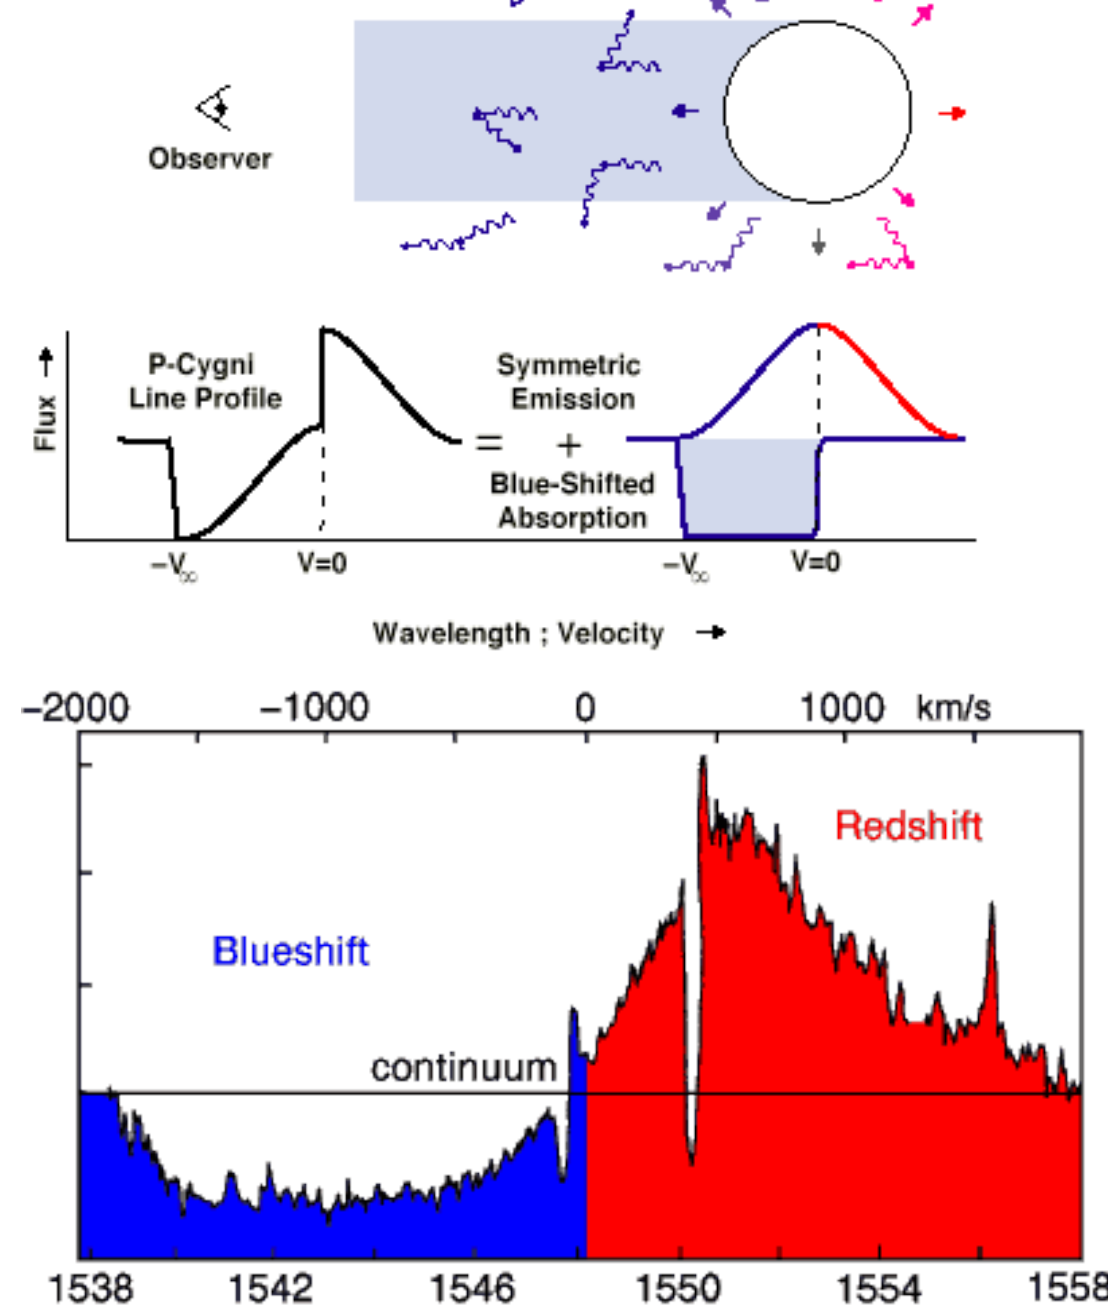 Observer
P-Cygni
Line Profile
Symmetric
Emission
Flux
= +
Blue-Shifted
Absorption
−V∞ V=0 −V∞ V=0
Wavelength ; Velocity
−2000 −1000 0 1000 km/s
Redshift
Blueshift
continuum
1538 1542 1546 1550 1554 1558